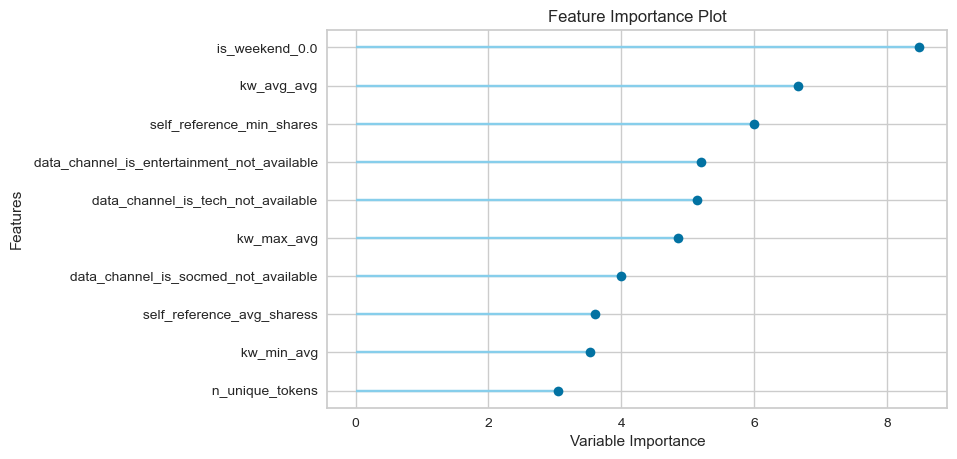 Feature Importance Plot
Features
is_weekend_0.0
kw_avg_avg
self_reference_min_shares
data_channel_is_entertainment_not_available
data_channel_is_tech_not_available
kw_max_avg
data_channel_is_socmed_not_available
self_reference_avg_sharess
kw_min_avg
n_unique_tokens
0 2 4 6 8
Variable Importance